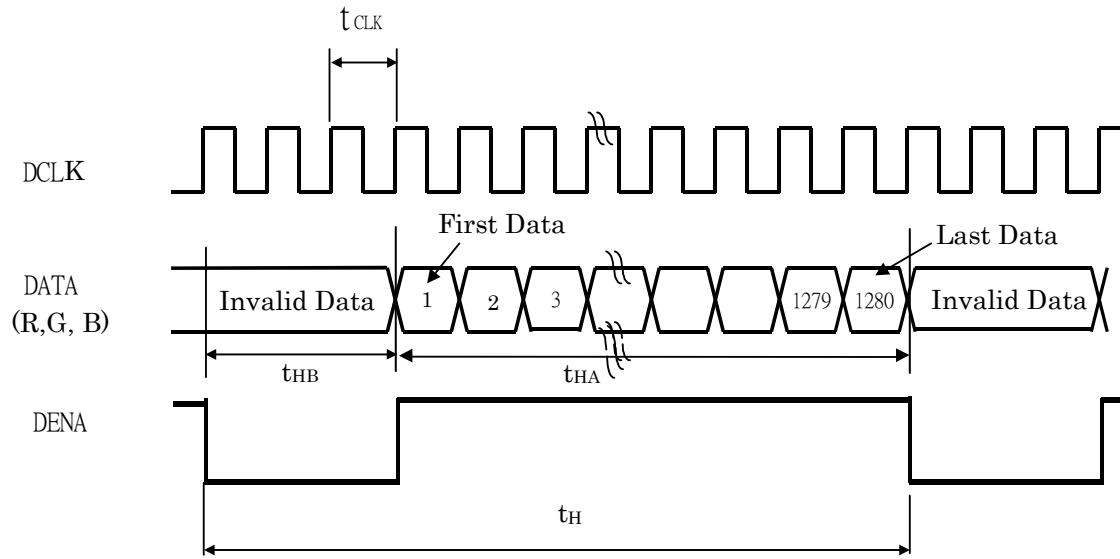 tCLK
DCLK
First Data
Last Data
DATA
(R,G, B)
Invalid Data
1
2
3
1279
1280
Invalid Data
tHB
tHA
DENA
tH